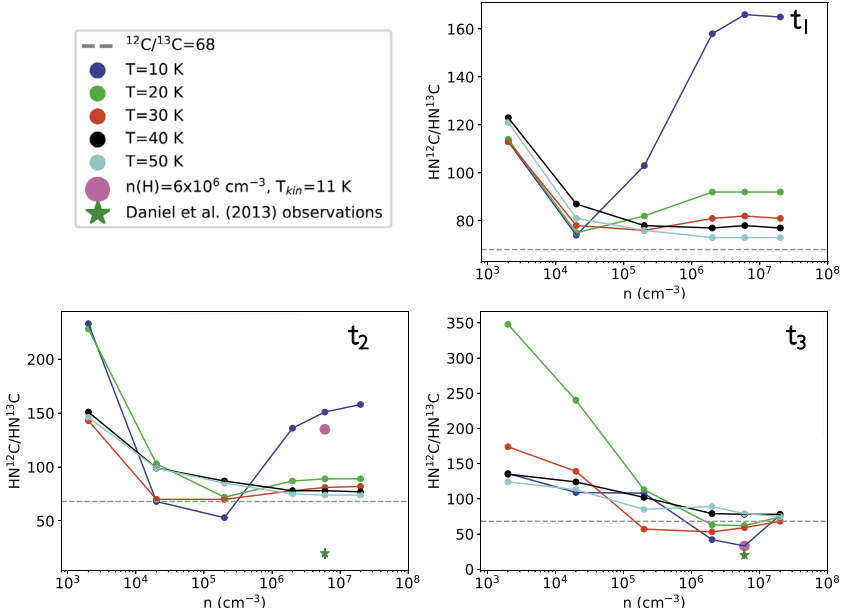 ¹²C/¹³C=68
T=10 K
T=20 K
T=30 K
T=40 K
T=50 K
n(H)=6x10⁶ cm⁻³, Tₖᵢₙ=11 K
Daniel et al. (2013) observations
t₁
HN¹²C/HN¹³C
160
140
120
100
80
10³ 10⁴ 10⁵ 10⁶ 10⁷ 10⁸
n (cm⁻³)
t₂
HN¹²C/HN¹³C
200
150
100
50
10³ 10⁴ 10⁵ 10⁶ 10⁷ 10⁸
n (cm⁻³)
t₃
HN¹²C/HN¹³C
350
300
250
200
150
100
50
0
10³ 10⁴ 10⁵ 10⁶ 10⁷ 10⁸
n (cm⁻³)